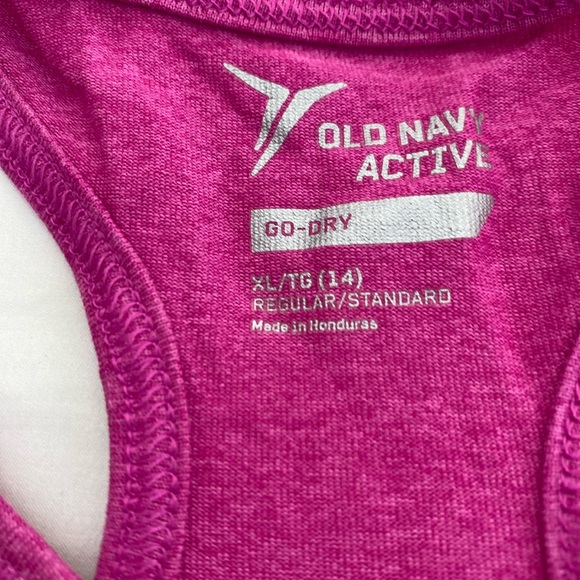 OLD NAVY
ACTIVE
GO-DRY
XL/TG (14)
REGULAR/STANDARD
Made in Honduras